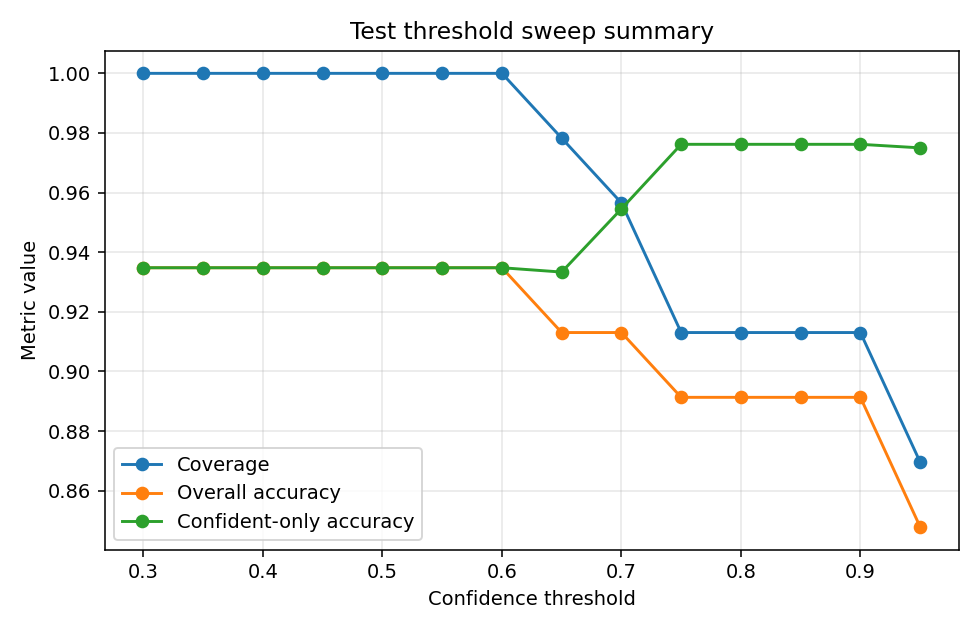 Test threshold sweep summary
Metric value
1.00
0.98
0.96
0.94
0.92
0.90
0.88
0.86
Coverage
Overall accuracy
Confident-only accuracy
0.3 0.4 0.5 0.6 0.7 0.8 0.9
Confidence threshold